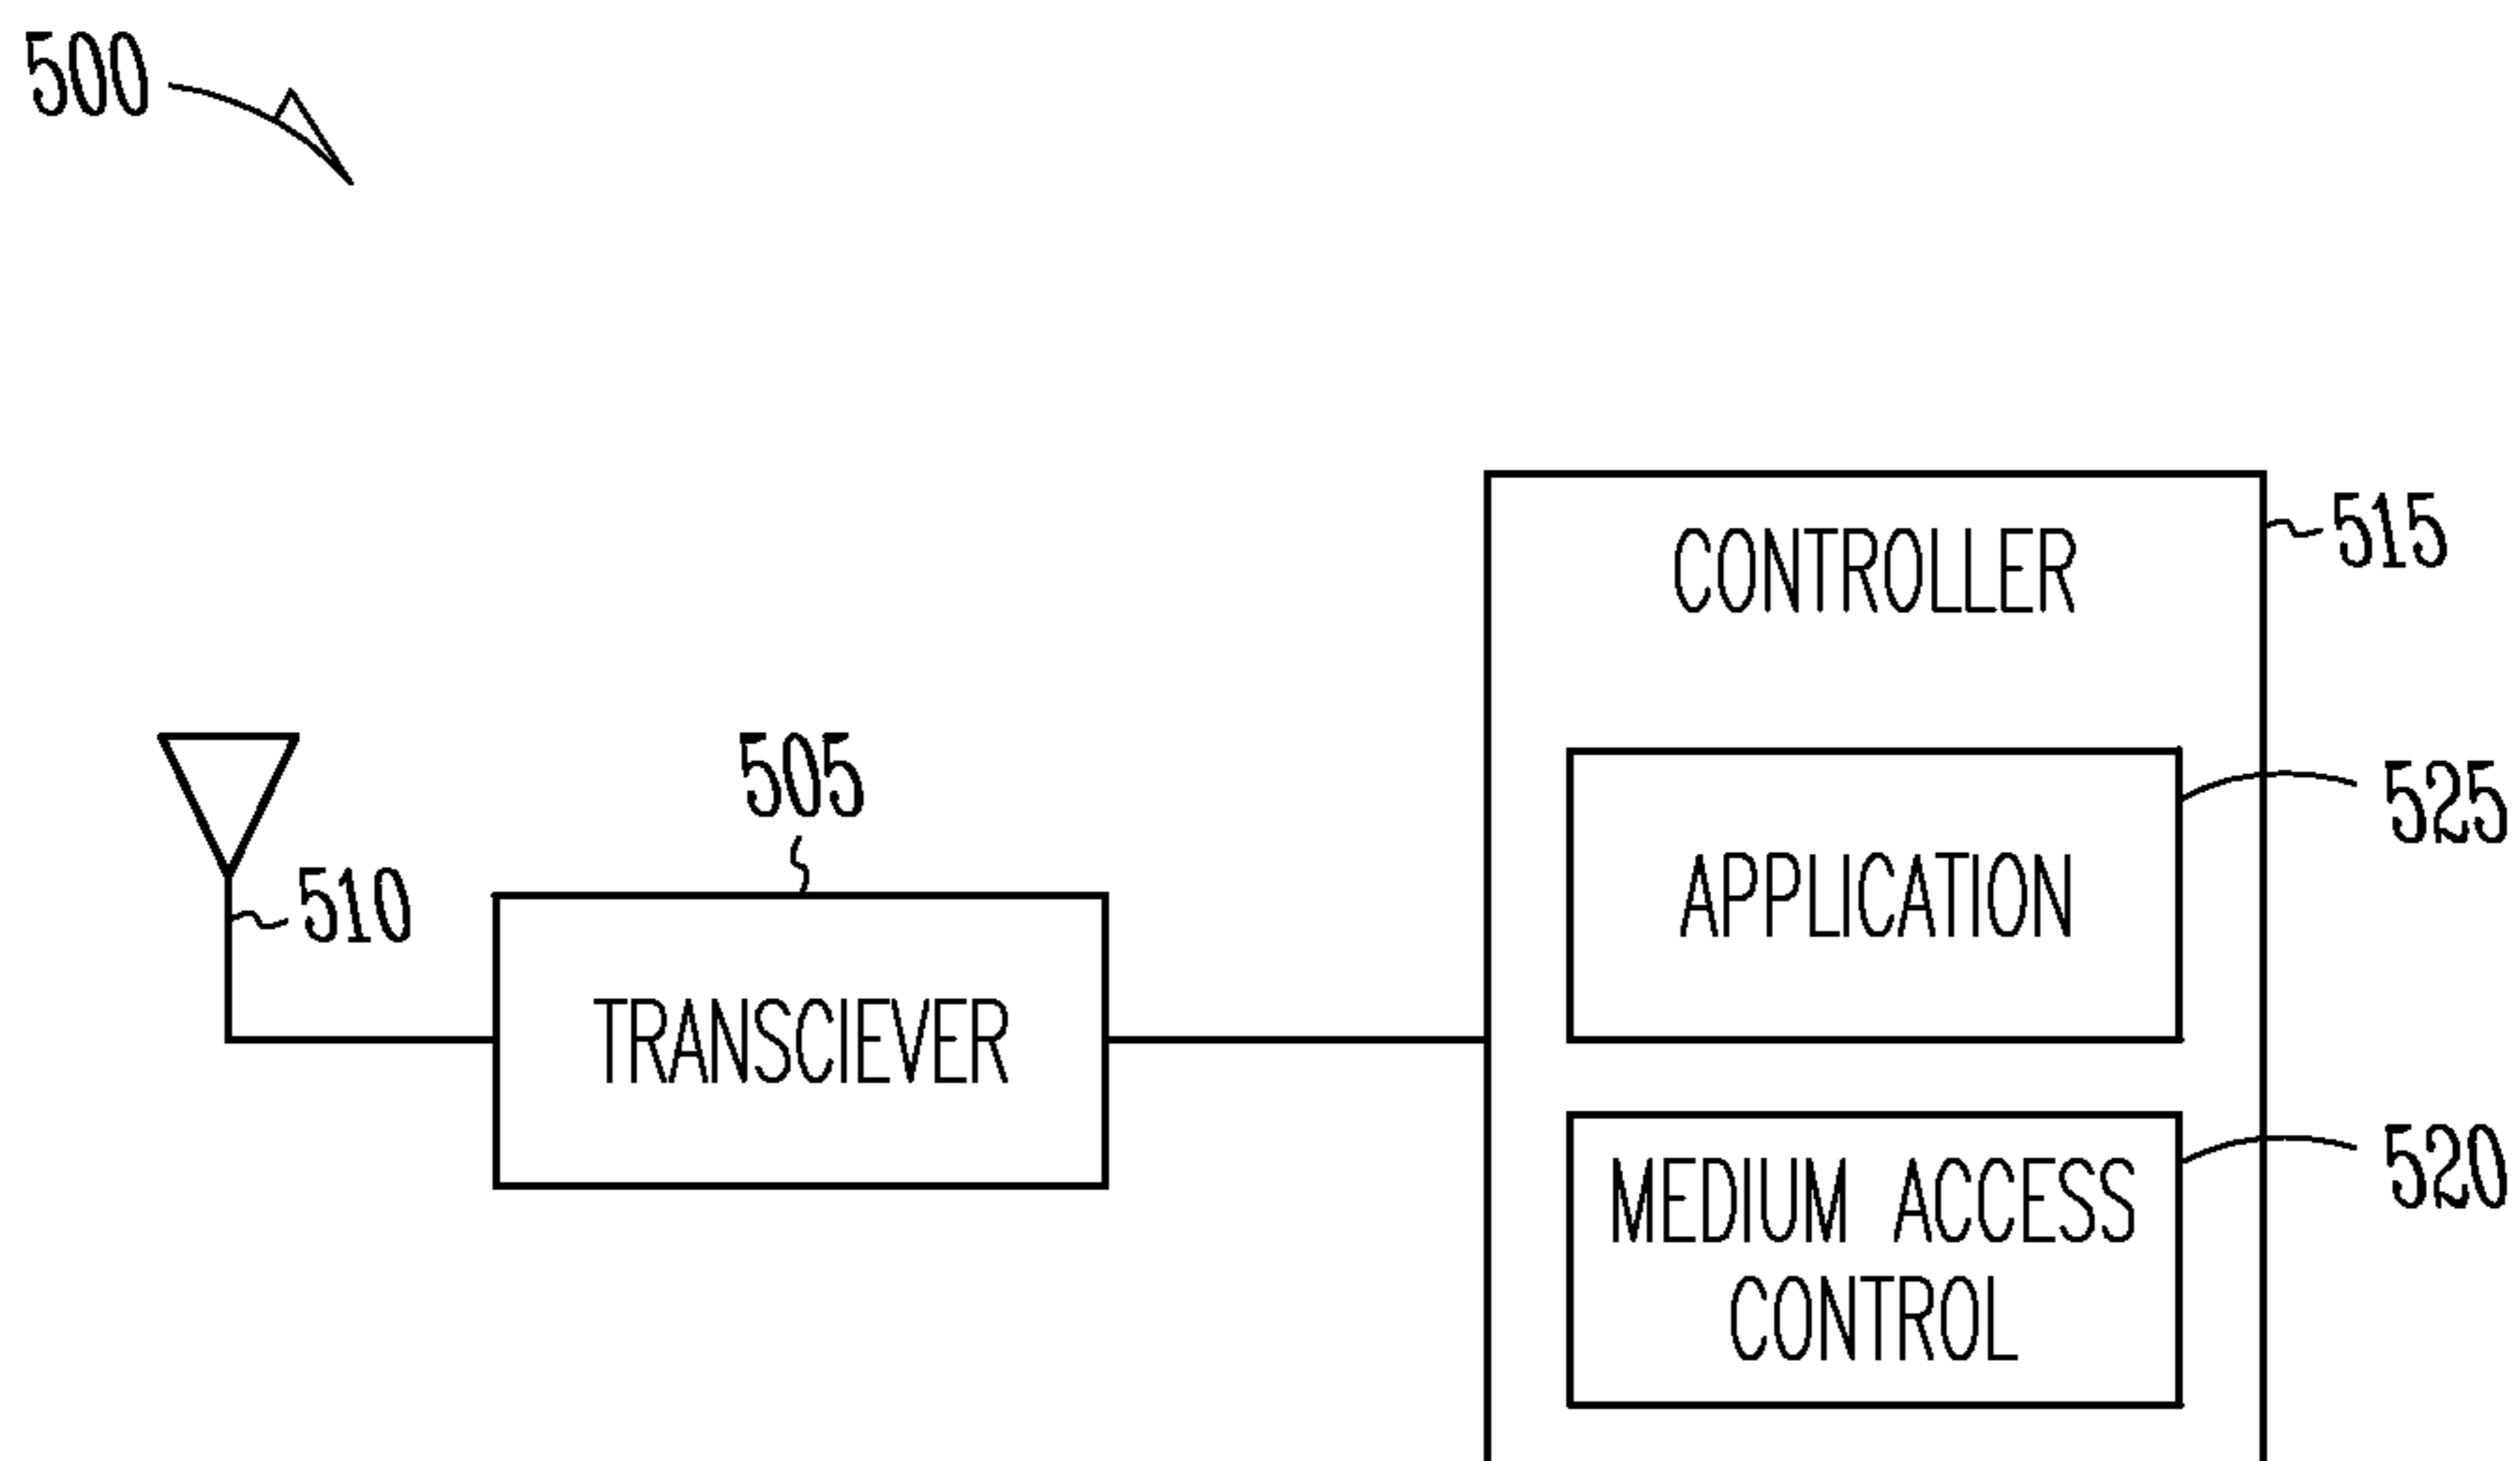 500
CONTROLLER
515
505
525
510
APPLICATION
TRANSCIEVER
520
MEDIUM ACCESS
CONTROL